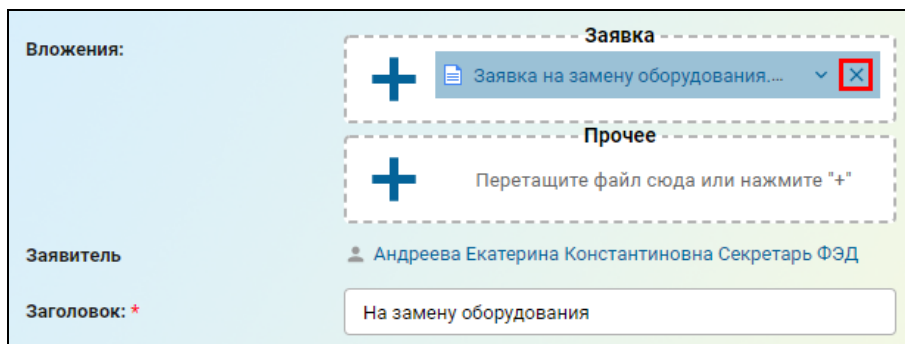 Вложения:
Заявка
Заявка на замену оборудования....
Прочее
Перетащите файл сюда или нажмите "+"
Заявитель
Андреева Екатерина Константиновна Секретарь ФЭД
Заголовок: *
На замену оборудования